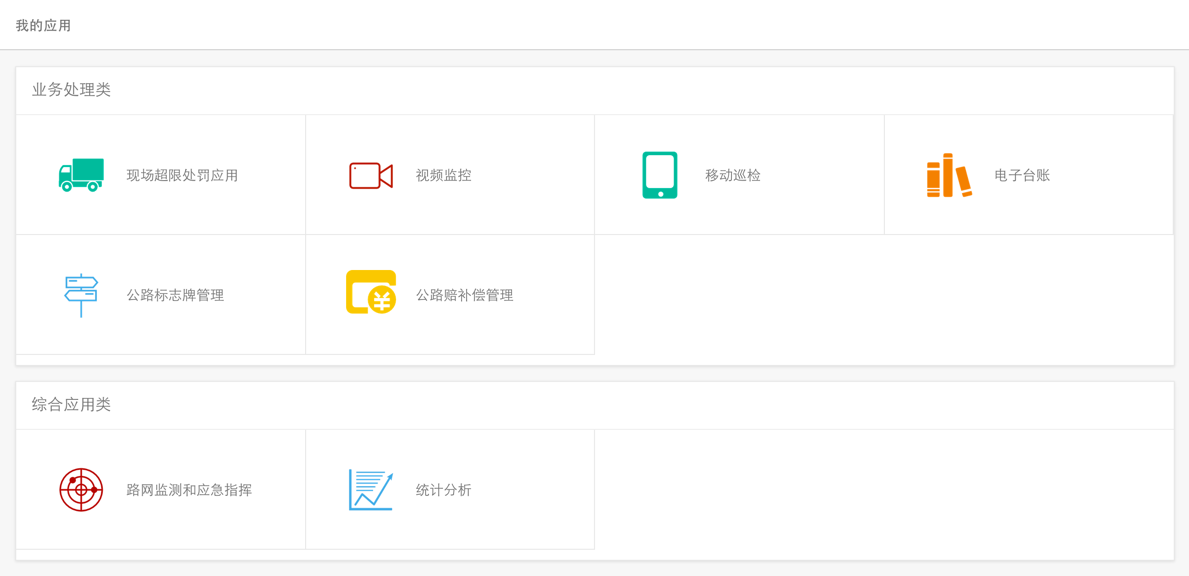 我的应用
业务处理类
现场超限处罚应用
视频监控
移动巡检
电子台账
公路标志牌管理
公路赔补偿管理
综合应用类
路网监测和应急指挥
统计分析